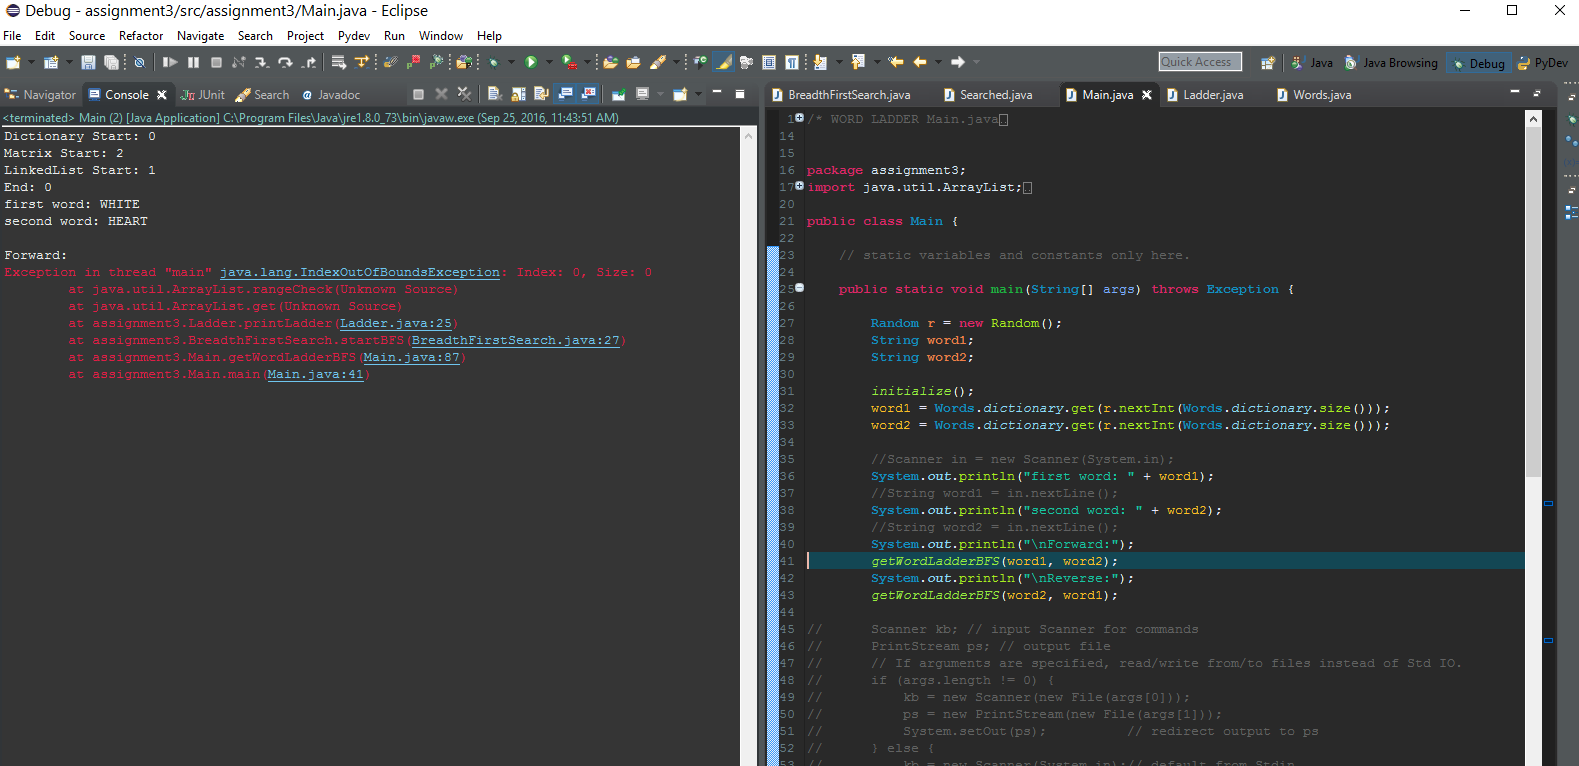 Debug - assignment3/src/assignment3/Main.java - Eclipse
File Edit Source Refactor Navigate Search Project Pydev Run Window Help
Quick Access Java Java Browsing Debug PyDev
Navigator Console JUnit Search Javadoc
<terminated> Main (2) [Java Application] C:\Program Files\Java\jre1.8.0_73\bin\javaw.exe (Sep 25, 2016, 11:43:51 AM)
Dictionary Start: 0
Matrix Start: 2
LinkedList Start: 1
End: 0
first word: WHITE
second word: HEART
Forward:
Exception in thread "main" java.lang.IndexOutOfBoundsException: Index: 0, Size: 0
at java.util.ArrayList.rangeCheck(Unknown Source)
at java.util.ArrayList.get(Unknown Source)
at assignment3.Ladder.printLadder(Ladder.java:25)
at assignment3.BreadthFirstSearch.startBFS(BreadthFirstSearch.java:27)
at assignment3.Main.getWordLadderBFS(Main.java:87)
at assignment3.Main.main(Main.java:41)
BreadthFirstSearch.java Searched.java Main.java Ladder.java Words.java
1 /* WORD LADDER Main.java
14
15
16 package assignment3;
17 import java.util.ArrayList;
20
21 public class Main {
22
23 // static variables and constants only here.
24
25 public static void main(String[] args) throws Exception {
26
27 Random r = new Random();
28 String word1;
29 String word2;
30
31 initialize();
32 word1 = Words.dictionary.get(r.nextInt(Words.dictionary.size()));
33 word2 = Words.dictionary.get(r.nextInt(Words.dictionary.size()));
34
35 //Scanner in = new Scanner(System.in);
36 System.out.println("first word: " + word1);
37 //String word1 = in.nextLine();
38 System.out.println("second word: " + word2);
39 //String word2 = in.nextLine();
40 System.out.println("\nForward:");
41 getWordLadderBFS(word1, word2);
42 System.out.println("\nReverse:");
43 getWordLadderBFS(word2, word1);
44
45 // Scanner kb; // input Scanner for commands
46 // PrintStream ps; // output file
47 // // If arguments are specified, read/write from/to files instead of Std IO.
48 // if (args.length != 0) {
49 // kb = new Scanner(new File(args[0]));
50 // ps = new PrintStream(new File(args[1]));
51 // System.setOut(ps); // redirect output to ps
52 // } else {
53 // kb = new Scanner(System.in);// default from Stdin